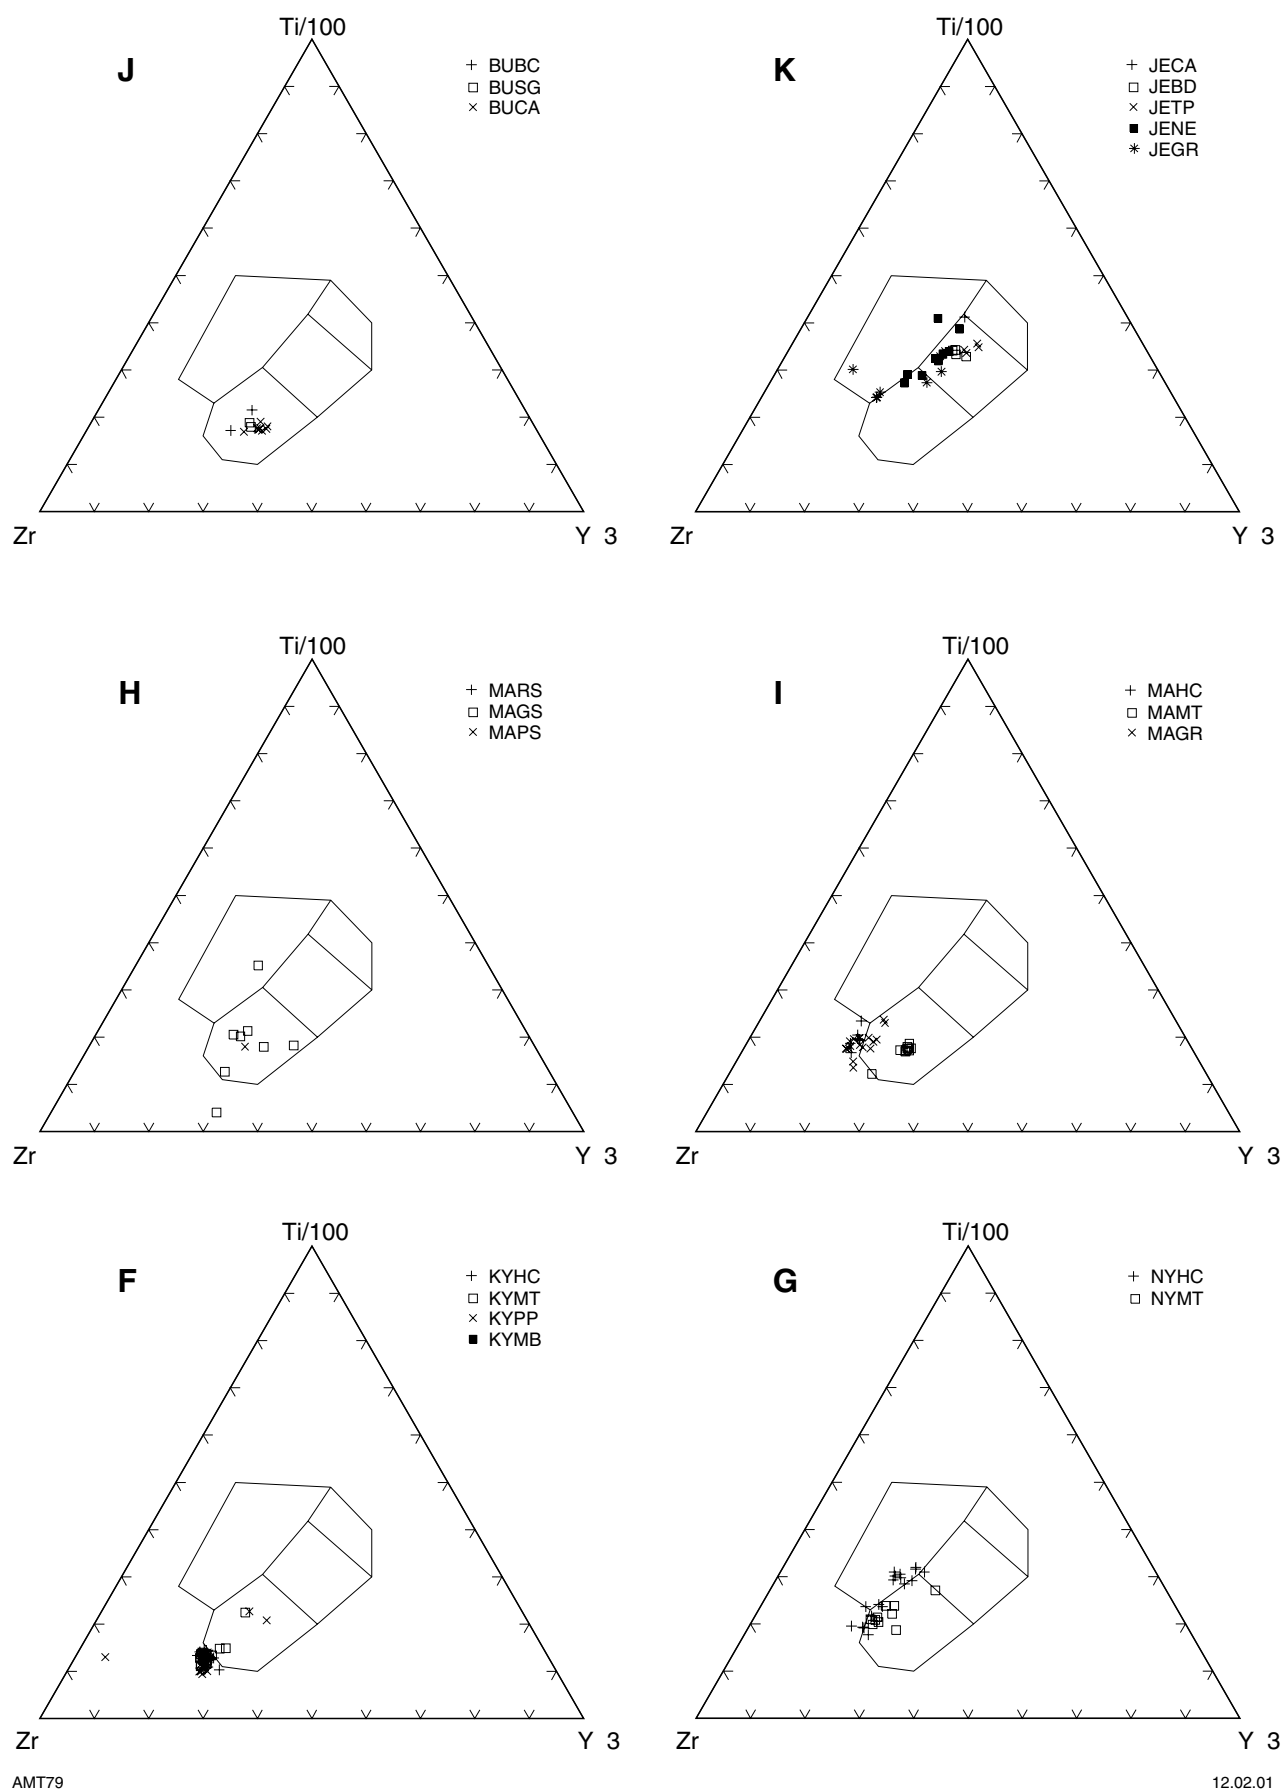 Ti/100
Ti/100
J
+ BUBC
BUSG
× BUCA
K
+ JECA
JEBD
× JETP
JENE
* JEGR
Zr
Y 3
Zr
Y 3
Ti/100
Ti/100
H
+ MARS
MAGS
× MAPS
I
+ MAHC
MAMT
× MAGR
Zr
Y 3
Zr
Y 3
Ti/100
Ti/100
F
+ KYHC
KYMT
× KYPP
KYMB
G
+ NYHC
NYMT
Zr
Y 3
Zr
Y 3
AMT79
12.02.01